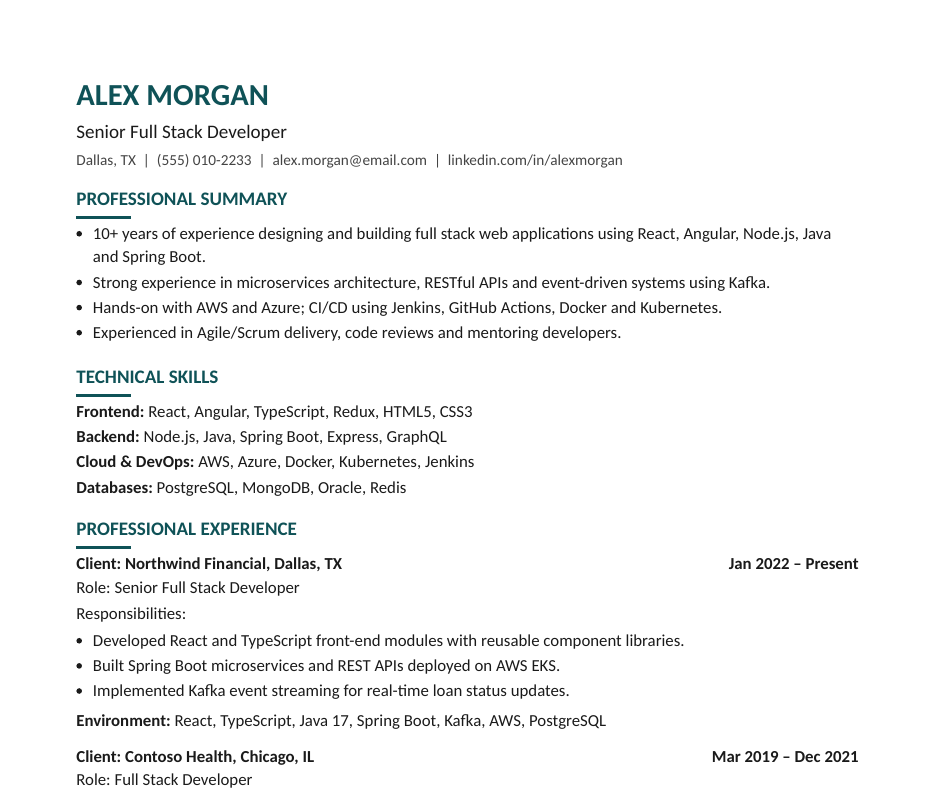 ALEX MORGAN
Senior Full Stack Developer
Dallas, TX | (555) 010-2233 | alex.morgan@email.com | linkedin.com/in/alexmorgan
PROFESSIONAL SUMMARY
• 10+ years of experience designing and building full stack web applications using React, Angular, Node.js, Java
and Spring Boot.
• Strong experience in microservices architecture, RESTful APIs and event-driven systems using Kafka.
• Hands-on with AWS and Azure; CI/CD using Jenkins, GitHub Actions, Docker and Kubernetes.
• Experienced in Agile/Scrum delivery, code reviews and mentoring developers.
TECHNICAL SKILLS
Frontend: React, Angular, TypeScript, Redux, HTML5, CSS3
Backend: Node.js, Java, Spring Boot, Express, GraphQL
Cloud & DevOps: AWS, Azure, Docker, Kubernetes, Jenkins
Databases: PostgreSQL, MongoDB, Oracle, Redis
PROFESSIONAL EXPERIENCE
Client: Northwind Financial, Dallas, TX Jan 2022 – Present
Role: Senior Full Stack Developer
Responsibilities:
• Developed React and TypeScript front-end modules with reusable component libraries.
• Built Spring Boot microservices and REST APIs deployed on AWS EKS.
• Implemented Kafka event streaming for real-time loan status updates.
Environment: React, TypeScript, Java 17, Spring Boot, Kafka, AWS, PostgreSQL
Client: Contoso Health, Chicago, IL Mar 2019 – Dec 2021
Role: Full Stack Developer